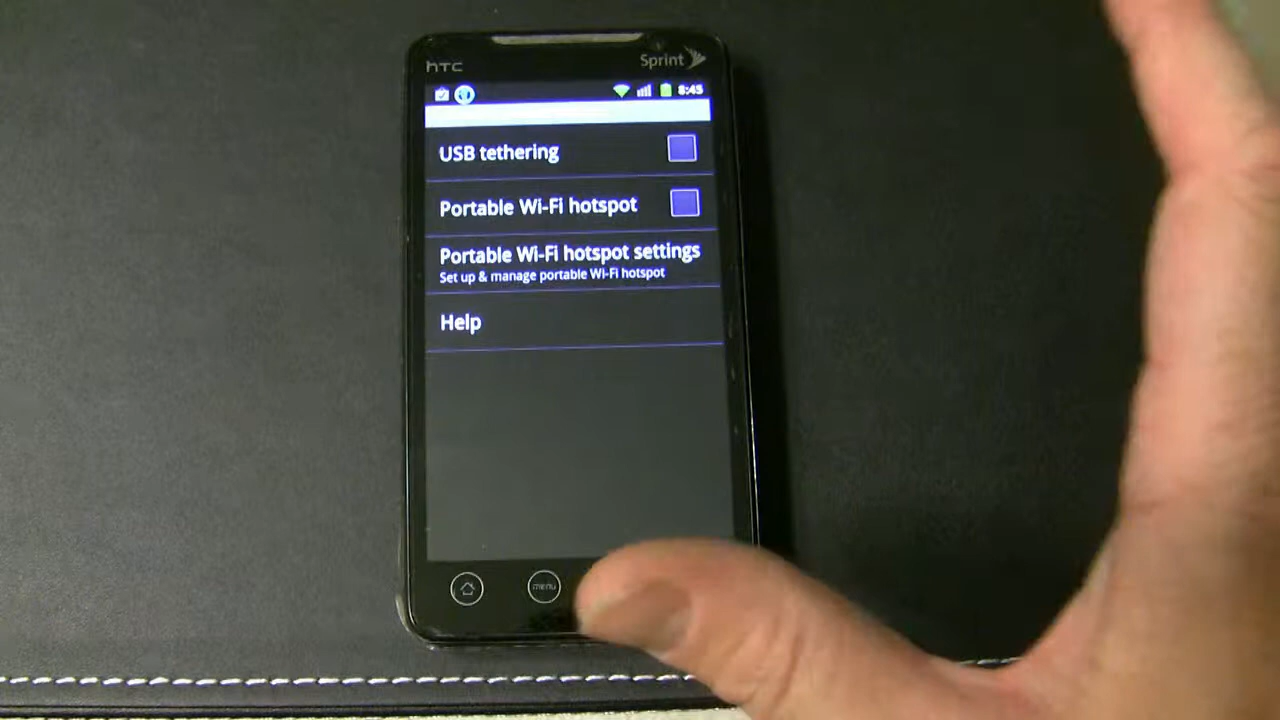 hTC
Sprint
8:45
USB tethering
Portable Wi-Fi hotspot
Portable Wi-Fi hotspot settings
Set up & manage portable Wi-Fi hotspot
Help
menu